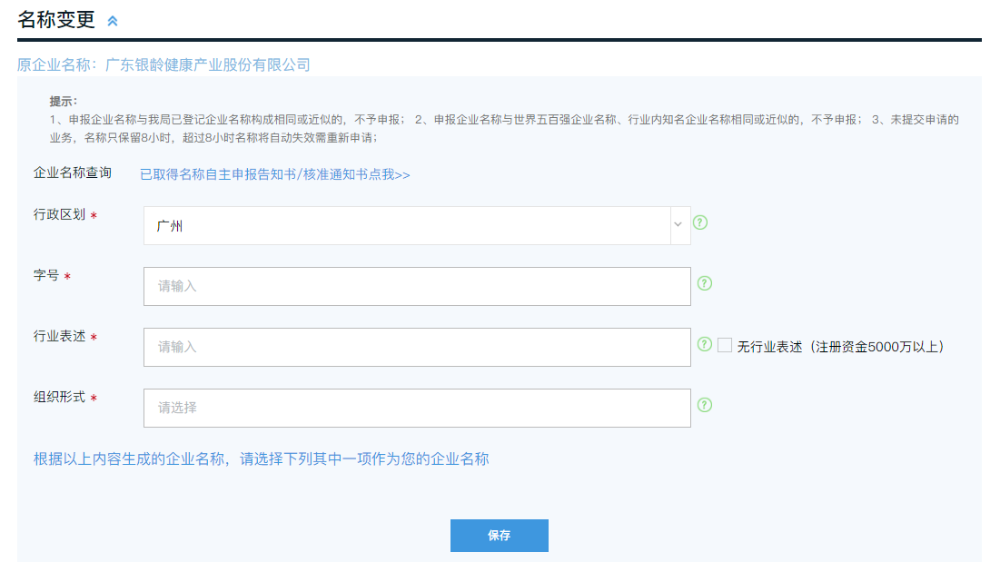 名称变更
原企业名称：广东银龄健康产业股份有限公司
提示：
1、申报企业名称与我局已登记企业名称构成相同或近似的，不予申报； 2、申报企业名称与世界五百强企业名称、行业内知名企业名称相同或近似的，不予申报； 3、未提交申请的
业务，名称只保留8小时，超过8小时名称将自动失效需重新申请；
企业名称查询 已取得名称自主申报告知书/核准通知书点我>>
行政区划 * 广州 ?
字号 * 请输入 ?
行业表述 * 请输入 ? 无行业表述（注册资金5000万以上）
组织形式 * 请选择 ?
根据以上内容生成的企业名称，请选择下列其中一项作为您的企业名称
保存